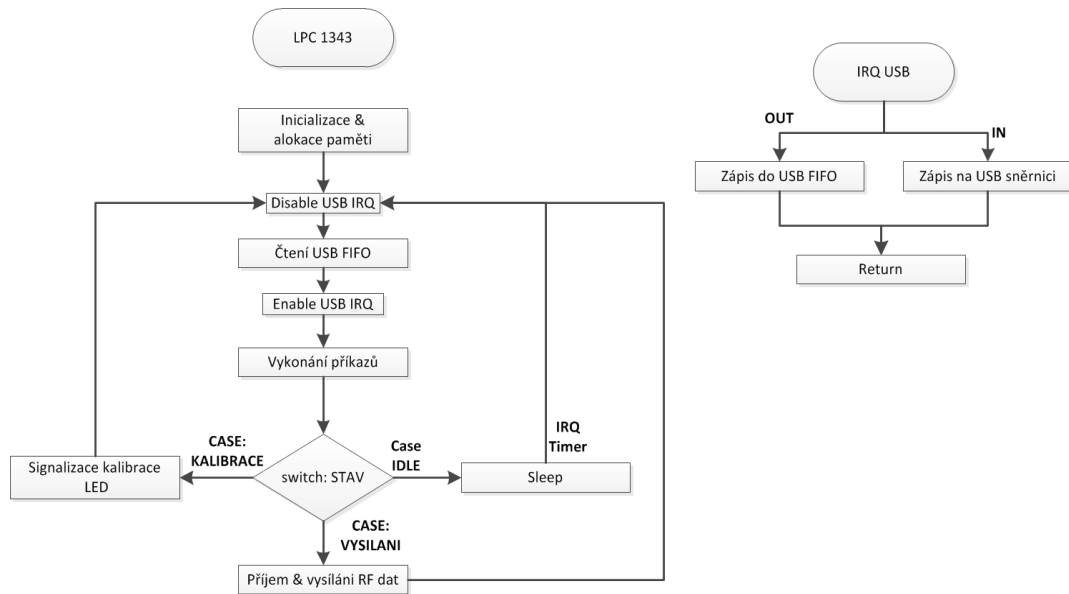 LPC 1343
Inicializace &
alokace paměti
Disable USB IRQ
Čtení USB FIFO
Enable USB IRQ
Vykonání příkazů
switch: STAV
CASE:
KALIBRACE
Signalizace kalibrace
LED
Case
IDLE
Sleep
IRQ
Timer
CASE:
VYSILANI
Příjem & vysíláni RF dat
IRQ USB
OUT
IN
Zápis do USB FIFO
Zápis na USB sněrnici
Return